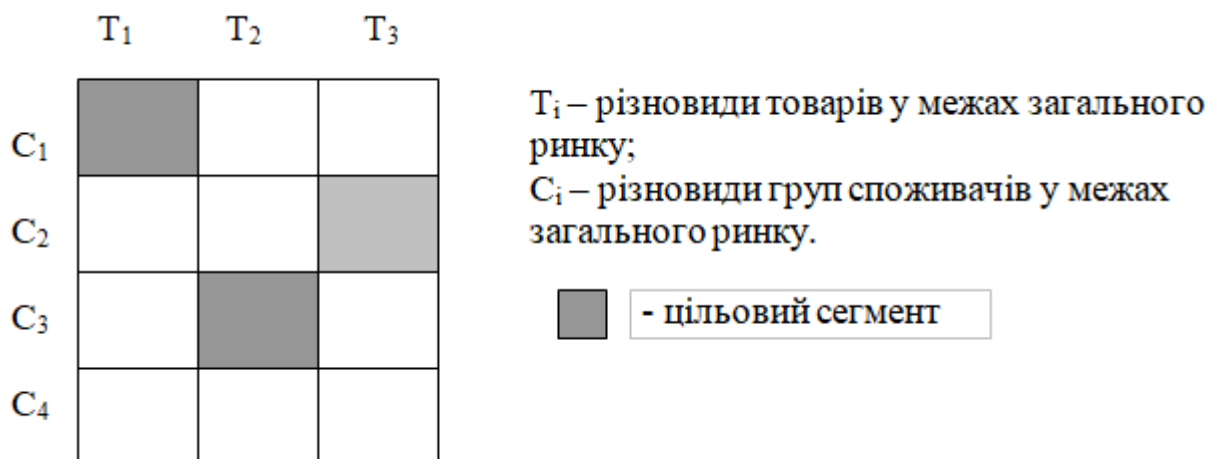 T₁ T₂ T₃
Tᵢ – різновиди товарів у межах загального
ринку;
Cᵢ – різновиди груп споживачів у межах
загального ринку.
C₁
C₂
C₃
C₄
- цільовий сегмент